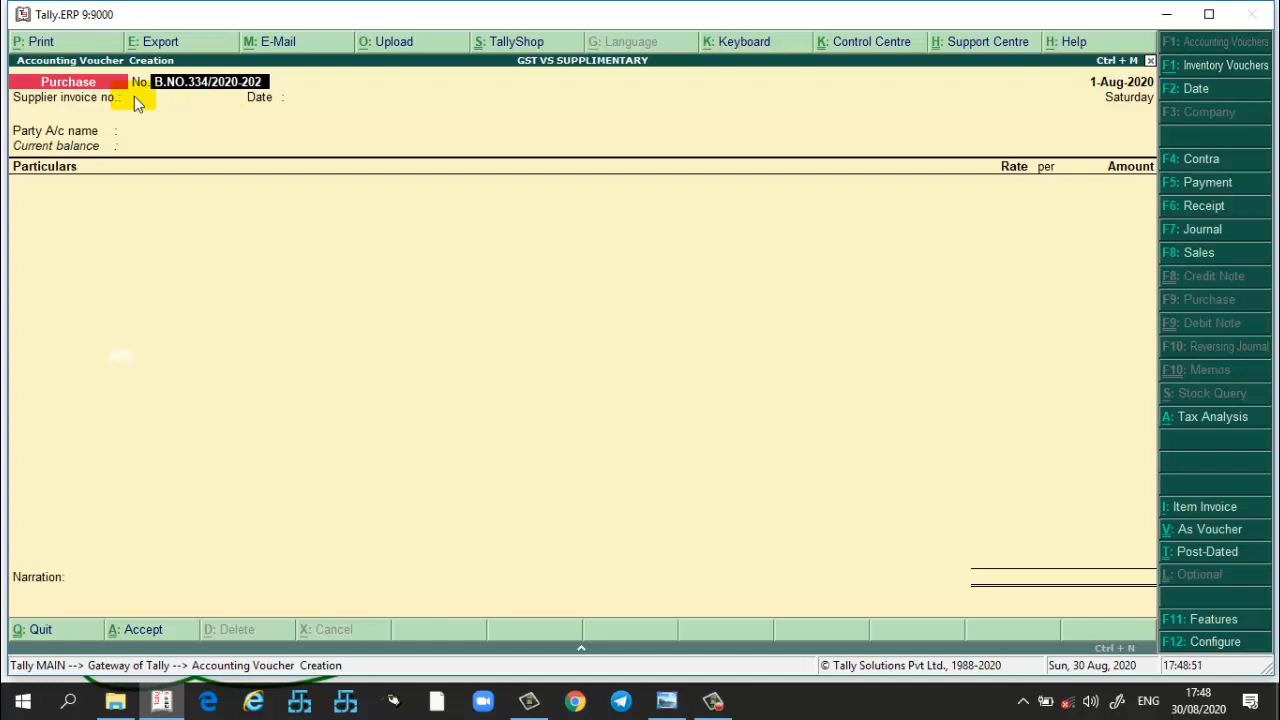 Tally.ERP 9:9000
P: Print E: Export M: E-Mail O: Upload S: TallyShop G: Language K: Keyboard K: Control Centre H: Support Centre H: Help F1: Accounting Vouchers
Accounting Voucher Creation GST VS SUPPLIMENTARY Ctrl + M
F1: Inventory Vouchers
Purchase No. B.NO.334/2020-202 1-Aug-2020
F2: Date
Supplier invoice no.: Date : Saturday
F3: Company
Party A/c name :
Current balance :
F4: Contra
Particulars Rate per Amount
F5: Payment
F6: Receipt
F7: Journal
F8: Sales
F8: Credit Note
F9: Purchase
F9: Debit Note
F10: Reversing Journal
F10: Memos
S: Stock Query
A: Tax Analysis
I: Item Invoice
V: As Voucher
T: Post-Dated
Narration:
L: Optional
F11: Features
Q: Quit A: Accept D: Delete X: Cancel
F12: Configure
Ctrl + N
Tally MAIN --> Gateway of Tally --> Accounting Voucher Creation © Tally Solutions Pvt Ltd., 1988-2020 Sun, 30 Aug, 2020 17:48:51
ENG 17:48
30/08/2020